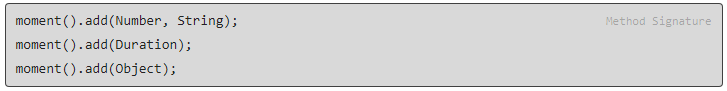 moment().add(Number, String); Method Signature
moment().add(Duration);
moment().add(Object);